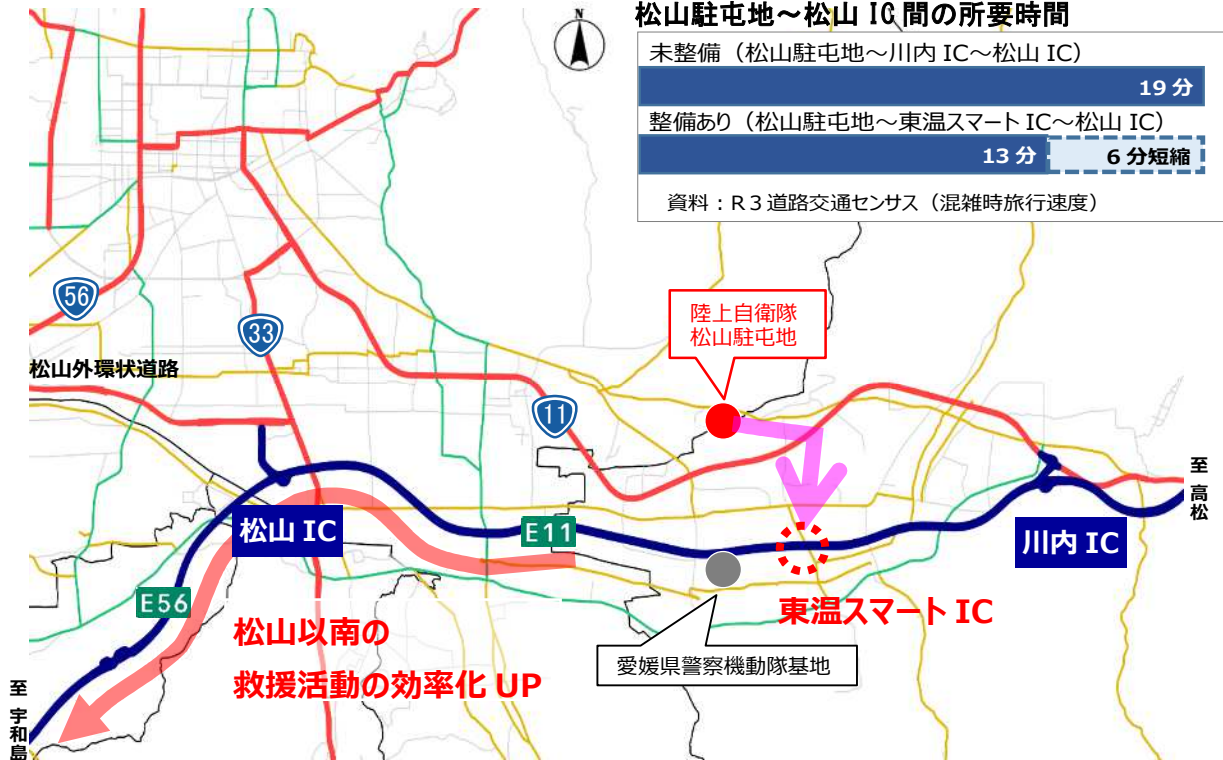 松山駐屯地～松山 IC 間の所要時間
未整備（松山駐屯地～川内 IC～松山 IC）
19 分
整備あり（松山駐屯地～東温スマート IC～松山 IC）
13 分
6 分短縮
資料：R３道路交通センサス（混雑時旅行速度）
N
56
33
松山外環状道路
陸上自衛隊
松山駐屯地
11
至 高松
松山 IC
E11
川内 IC
E56
東温スマート IC
松山以南の
救援活動の効率化 UP
愛媛県警察機動隊基地
至 宇和島